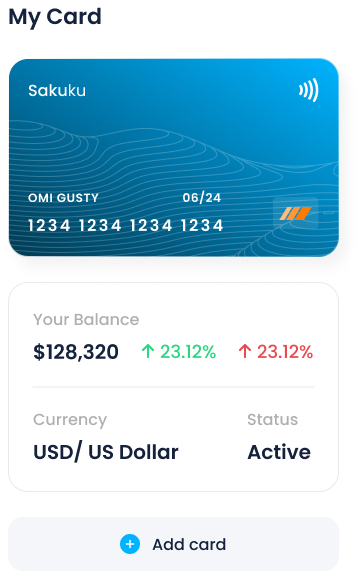 My Card
Sakuku
OMI GUSTY 06/24
1234 1234 1234 1234
Your Balance
$128,320 ↑ 23.12% ↑ 23.12%
Currency Status
USD/ US Dollar Active
+ Add card